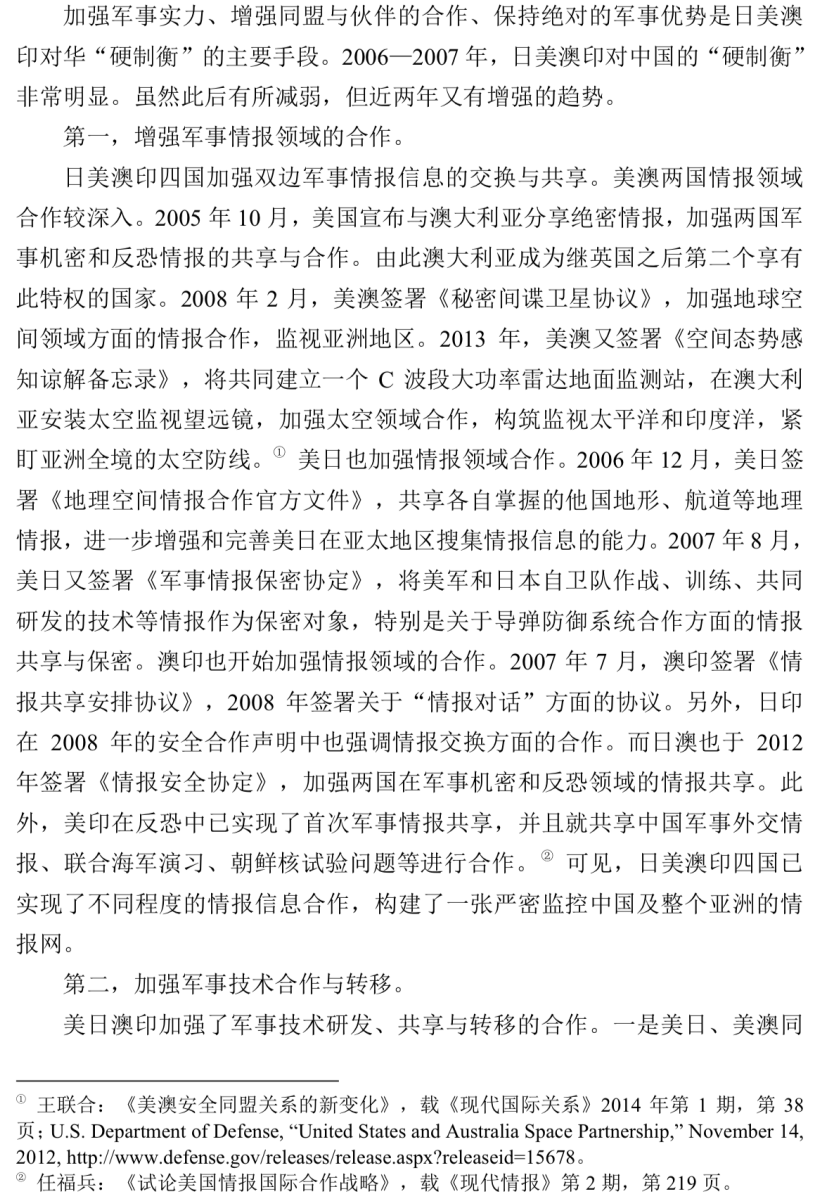 加强军事实力、增强同盟与伙伴的合作、保持绝对的军事优势是日美澳
印对华“硬制衡”的主要手段。2006—2007 年，日美澳印对中国的“硬制衡”
非常明显。虽然此后有所减弱，但近两年又有增强的趋势。
第一，增强军事情报领域的合作。
日美澳印四国加强双边军事情报信息的交换与共享。美澳两国情报领域
合作较深入。2005 年 10 月，美国宣布与澳大利亚分享绝密情报，加强两国军
事机密和反恐情报的共享与合作。由此澳大利亚成为继英国之后第二个享有
此特权的国家。2008 年 2 月，美澳签署《秘密间谍卫星协议》，加强地球空
间领域方面的情报合作，监视亚洲地区。2013 年，美澳又签署《空间态势感
知谅解备忘录》，将共同建立一个 C 波段大功率雷达地面监测站，在澳大利
亚安装太空监视望远镜，加强太空领域合作，构筑监视太平洋和印度洋，紧
盯亚洲全境的太空防线。① 美日也加强情报领域合作。2006 年 12 月，美日签
署《地理空间情报合作官方文件》，共享各自掌握的他国地形、航道等地理
情报，进一步增强和完善美日在亚太地区搜集情报信息的能力。2007 年 8 月，
美日又签署《军事情报保密协定》，将美军和日本自卫队作战、训练、共同
研发的技术等情报作为保密对象，特别是关于导弹防御系统合作方面的情报
共享与保密。澳印也开始加强情报领域的合作。2007 年 7 月，澳印签署《情
报共享安排协议》，2008 年签署关于“情报对话”方面的协议。另外，日印
在 2008 年的安全合作声明中也强调情报交换方面的合作。而日澳也于 2012
年签署《情报安全协定》，加强两国在军事机密和反恐领域的情报共享。此
外，美印在反恐中已实现了首次军事情报共享，并且就共享中国军事外交情
报、联合海军演习、朝鲜核试验问题等进行合作。② 可见，日美澳印四国已
实现了不同程度的情报信息合作，构建了一张严密监控中国及整个亚洲的情
报网。
第二，加强军事技术合作与转移。
美日澳印加强了军事技术研发、共享与转移的合作。一是美日、美澳同
① 王联合：《美澳安全同盟关系的新变化》，载《现代国际关系》2014 年第 1 期，第 38
页；U.S. Department of Defense, “United States and Australia Space Partnership,” November 14,
2012, http://www.defense.gov/releases/release.aspx?releaseid=15678。
② 任福兵：《试论美国情报国际合作战略》，载《现代情报》第 2 期，第 219 页。